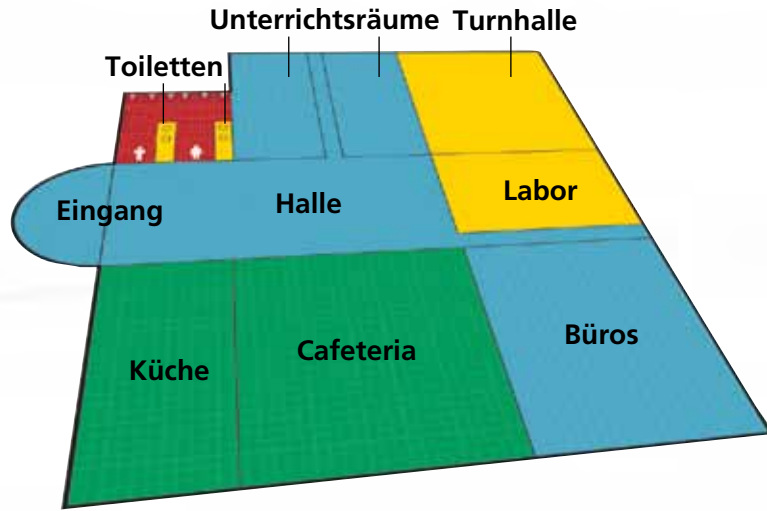 Unterrichtsräume Turnhalle
Toiletten
Eingang
Halle
Labor
Küche
Cafeteria
Büros